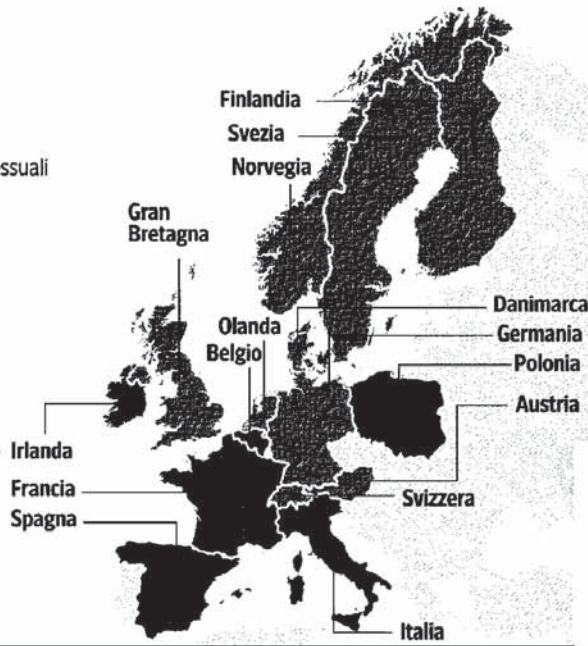 Finlandia
Svezia
ssuali
Norvegia
Gran
Bretagna
Danimarca
Olanda
Germania
Belgio
Polonia
Austria
Irlanda
Francia
Svizzera
Spagna
Italia